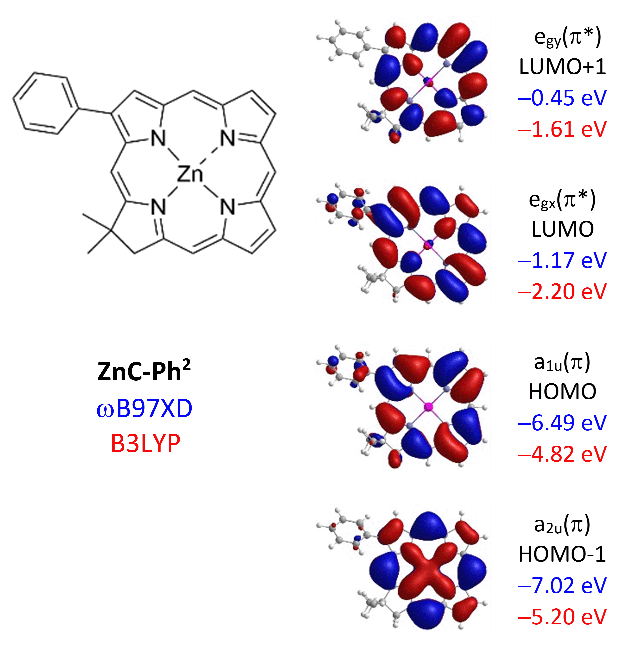 e_gy(π*)
LUMO+1
−0.45 eV
−1.61 eV
N
N
Zn
N
N
e_gx(π*)
LUMO
−1.17 eV
−2.20 eV
ZnC-Ph²
ωB97XD
B3LYP
a_1u(π)
HOMO
−6.49 eV
−4.82 eV
a_2u(π)
HOMO-1
−7.02 eV
−5.20 eV